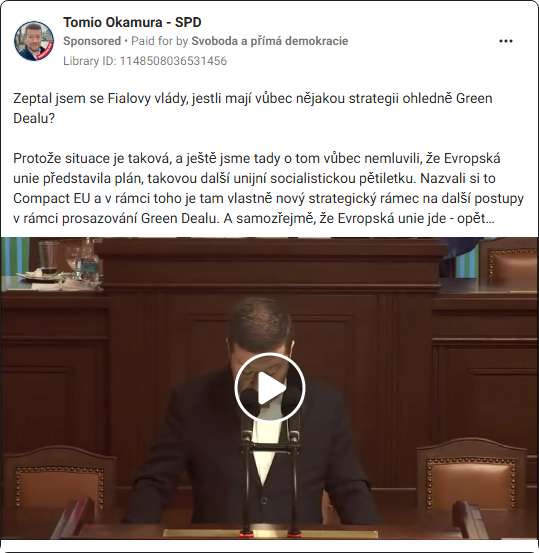 Tomio Okamura - SPD
Sponsored • Paid for by Svoboda a přímá demokracie
Library ID: 1148508036531456
Zeptal jsem se Fialovy vlády, jestli mají vůbec nějakou strategii ohledně Green
Dealu?
Protože situace je taková, a ještě jsme tady o tom vůbec nemluvili, že Evropská
unie představila plán, takovou další unijní socialistickou pětiletku. Nazvali si to
Compact EU a v rámci toho je tam vlastně nový strategický rámec na další postupy
v rámci prosazování Green Dealu. A samozřejmě, že Evropská unie jde - opět…